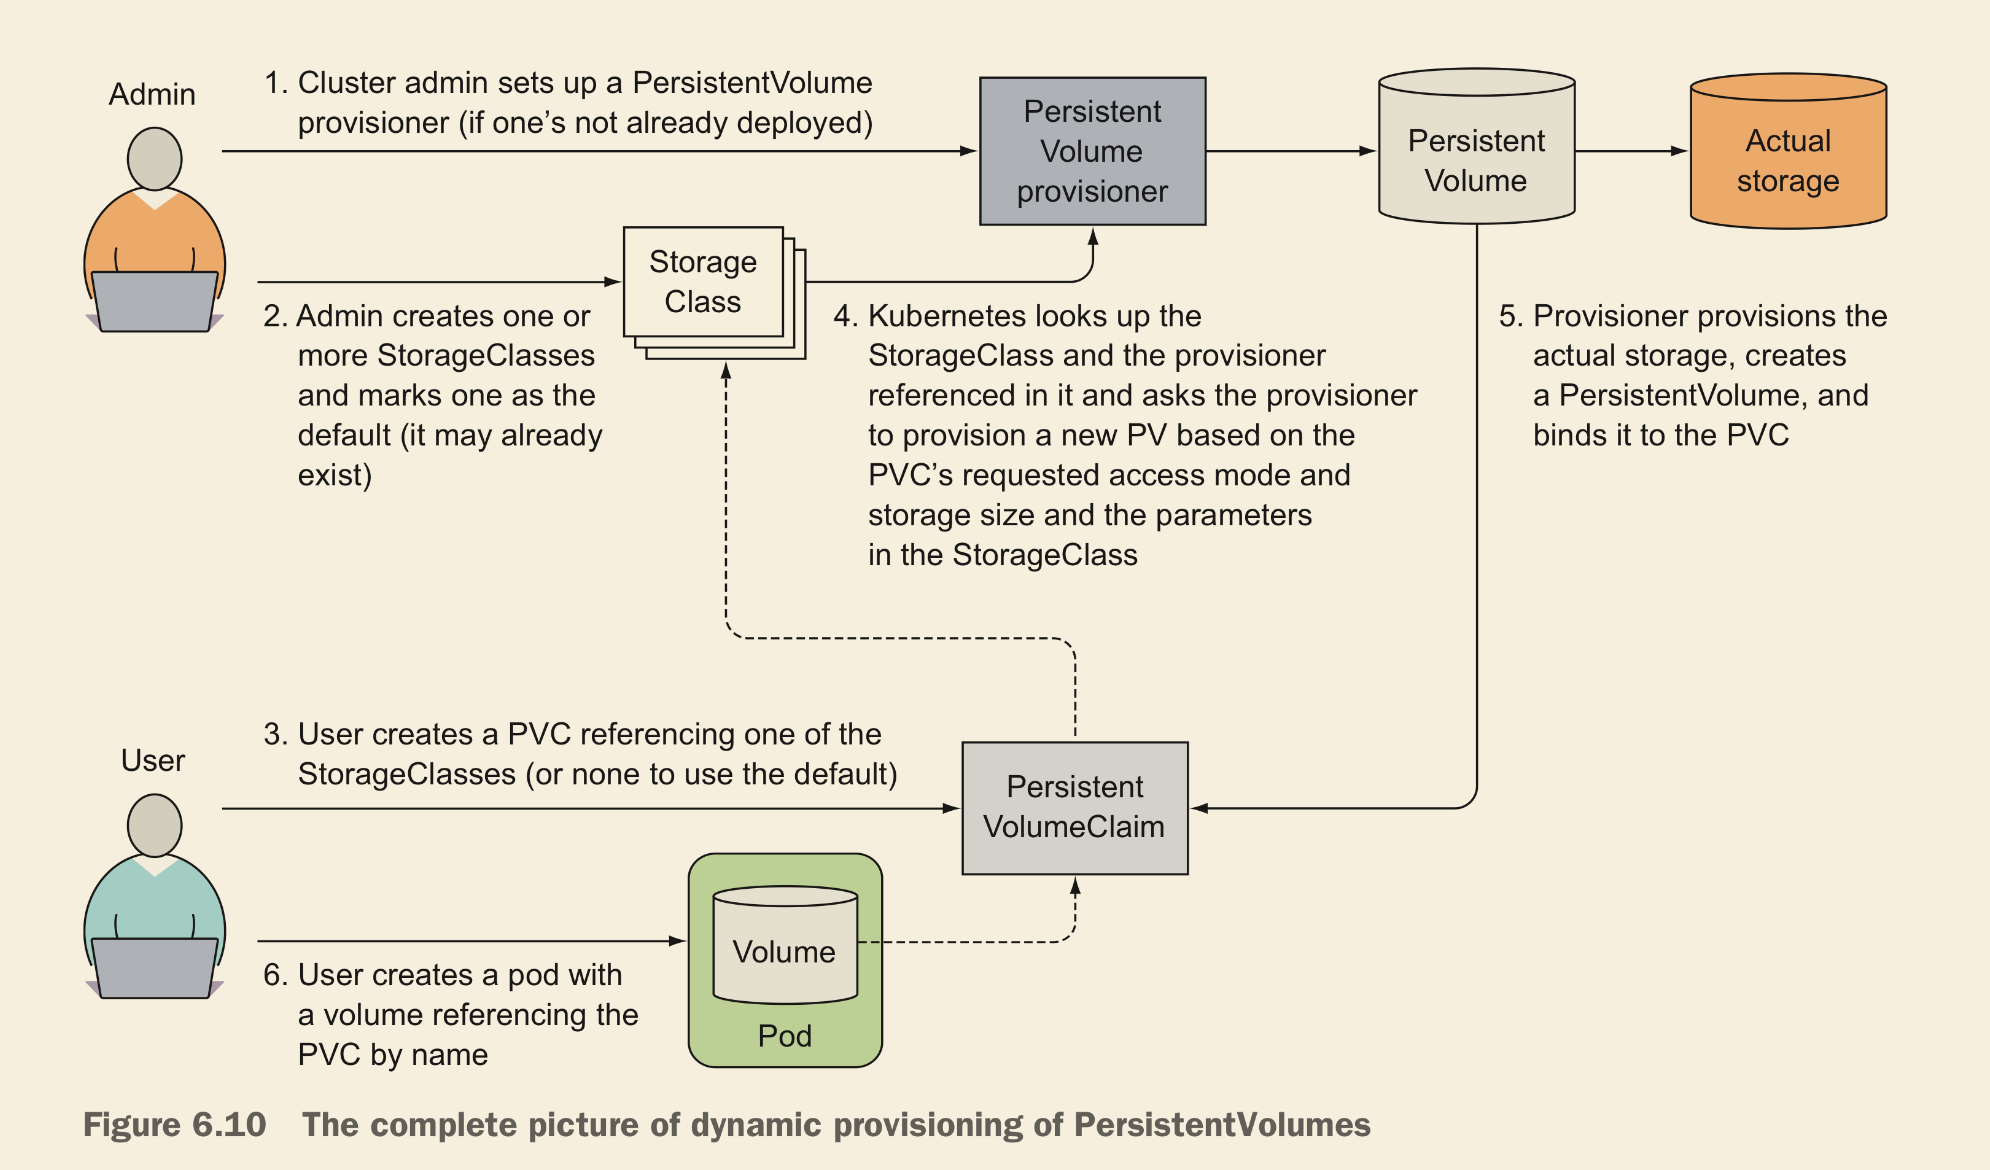 Admin
1. Cluster admin sets up a PersistentVolume
provisioner (if one’s not already deployed)
Persistent
Volume
provisioner
Persistent
Volume
Actual
storage
Storage
Class
2. Admin creates one or
more StorageClasses
and marks one as the
default (it may already
exist)
4. Kubernetes looks up the
StorageClass and the provisioner
referenced in it and asks the provisioner
to provision a new PV based on the
PVC’s requested access mode and
storage size and the parameters
in the StorageClass
5. Provisioner provisions the
actual storage, creates
a PersistentVolume, and
binds it to the PVC
User
3. User creates a PVC referencing one of the
StorageClasses (or none to use the default)
Persistent
VolumeClaim
6. User creates a pod with
a volume referencing the
PVC by name
Volume
Pod
Figure 6.10 The complete picture of dynamic provisioning of PersistentVolumes